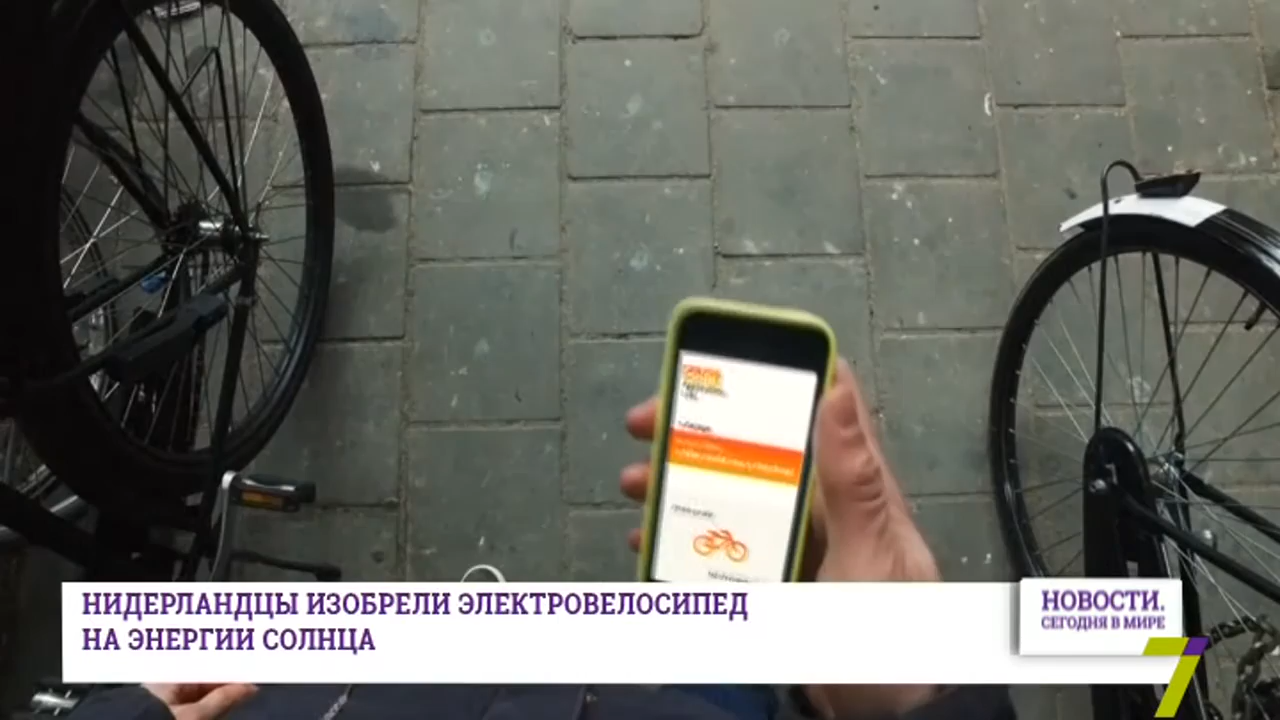 НИДЕРЛАНДЦЫ ИЗОБРЕЛИ ЭЛЕКТРОВЕЛОСИПЕД
НА ЭНЕРГИИ СОЛНЦА
НОВОСТИ.
СЕГОДНЯ В МИРЕ
7